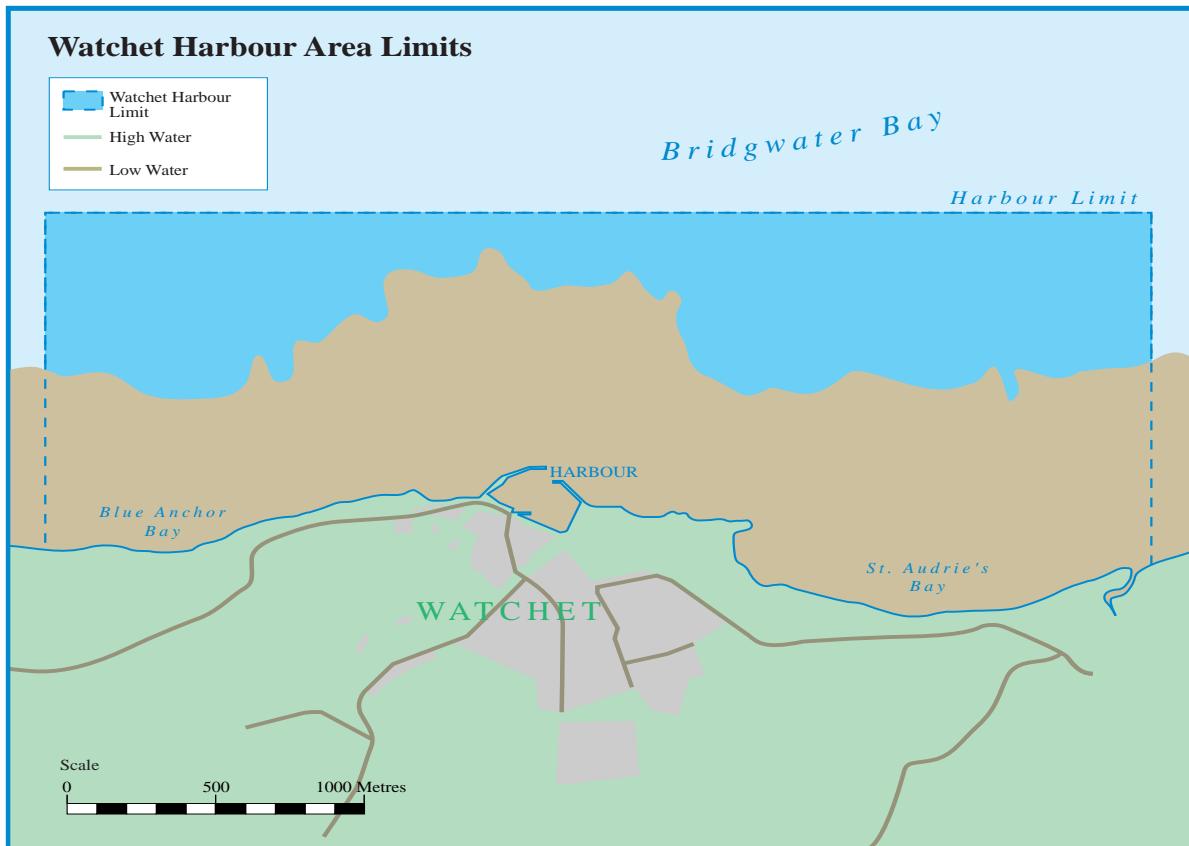 Watchet Harbour Area Limits
Watchet Harbour
Limit
High Water
Low Water
Bridgwater Bay
Harbour Limit
HARBOUR
Blue Anchor
Bay
St. Audrie's
Bay
WATCHET
Scale
0 500 1000 Metres